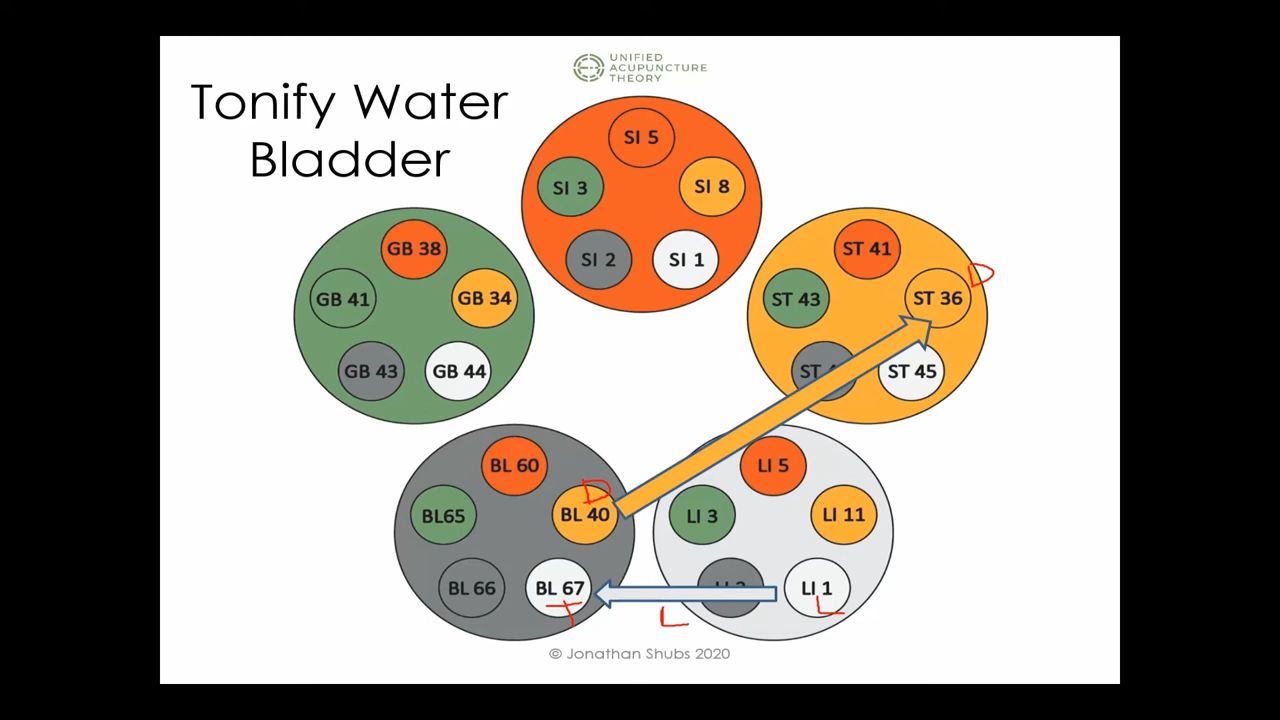 UNIFIED
ACUPUNCTURE
THEORY
Tonify Water
Bladder
SI 5
SI 3
SI 8
SI 2
SI 1
GB 38
GB 41
GB 34
GB 43
GB 44
ST 41
ST 43
ST 36
D
ST
ST 45
BL 60
D
BL65
BL 40
BL 66
BL 67
T
LI 5
LI 3
LI 11
LI 1
L
L
© Jonathan Shubs 2020